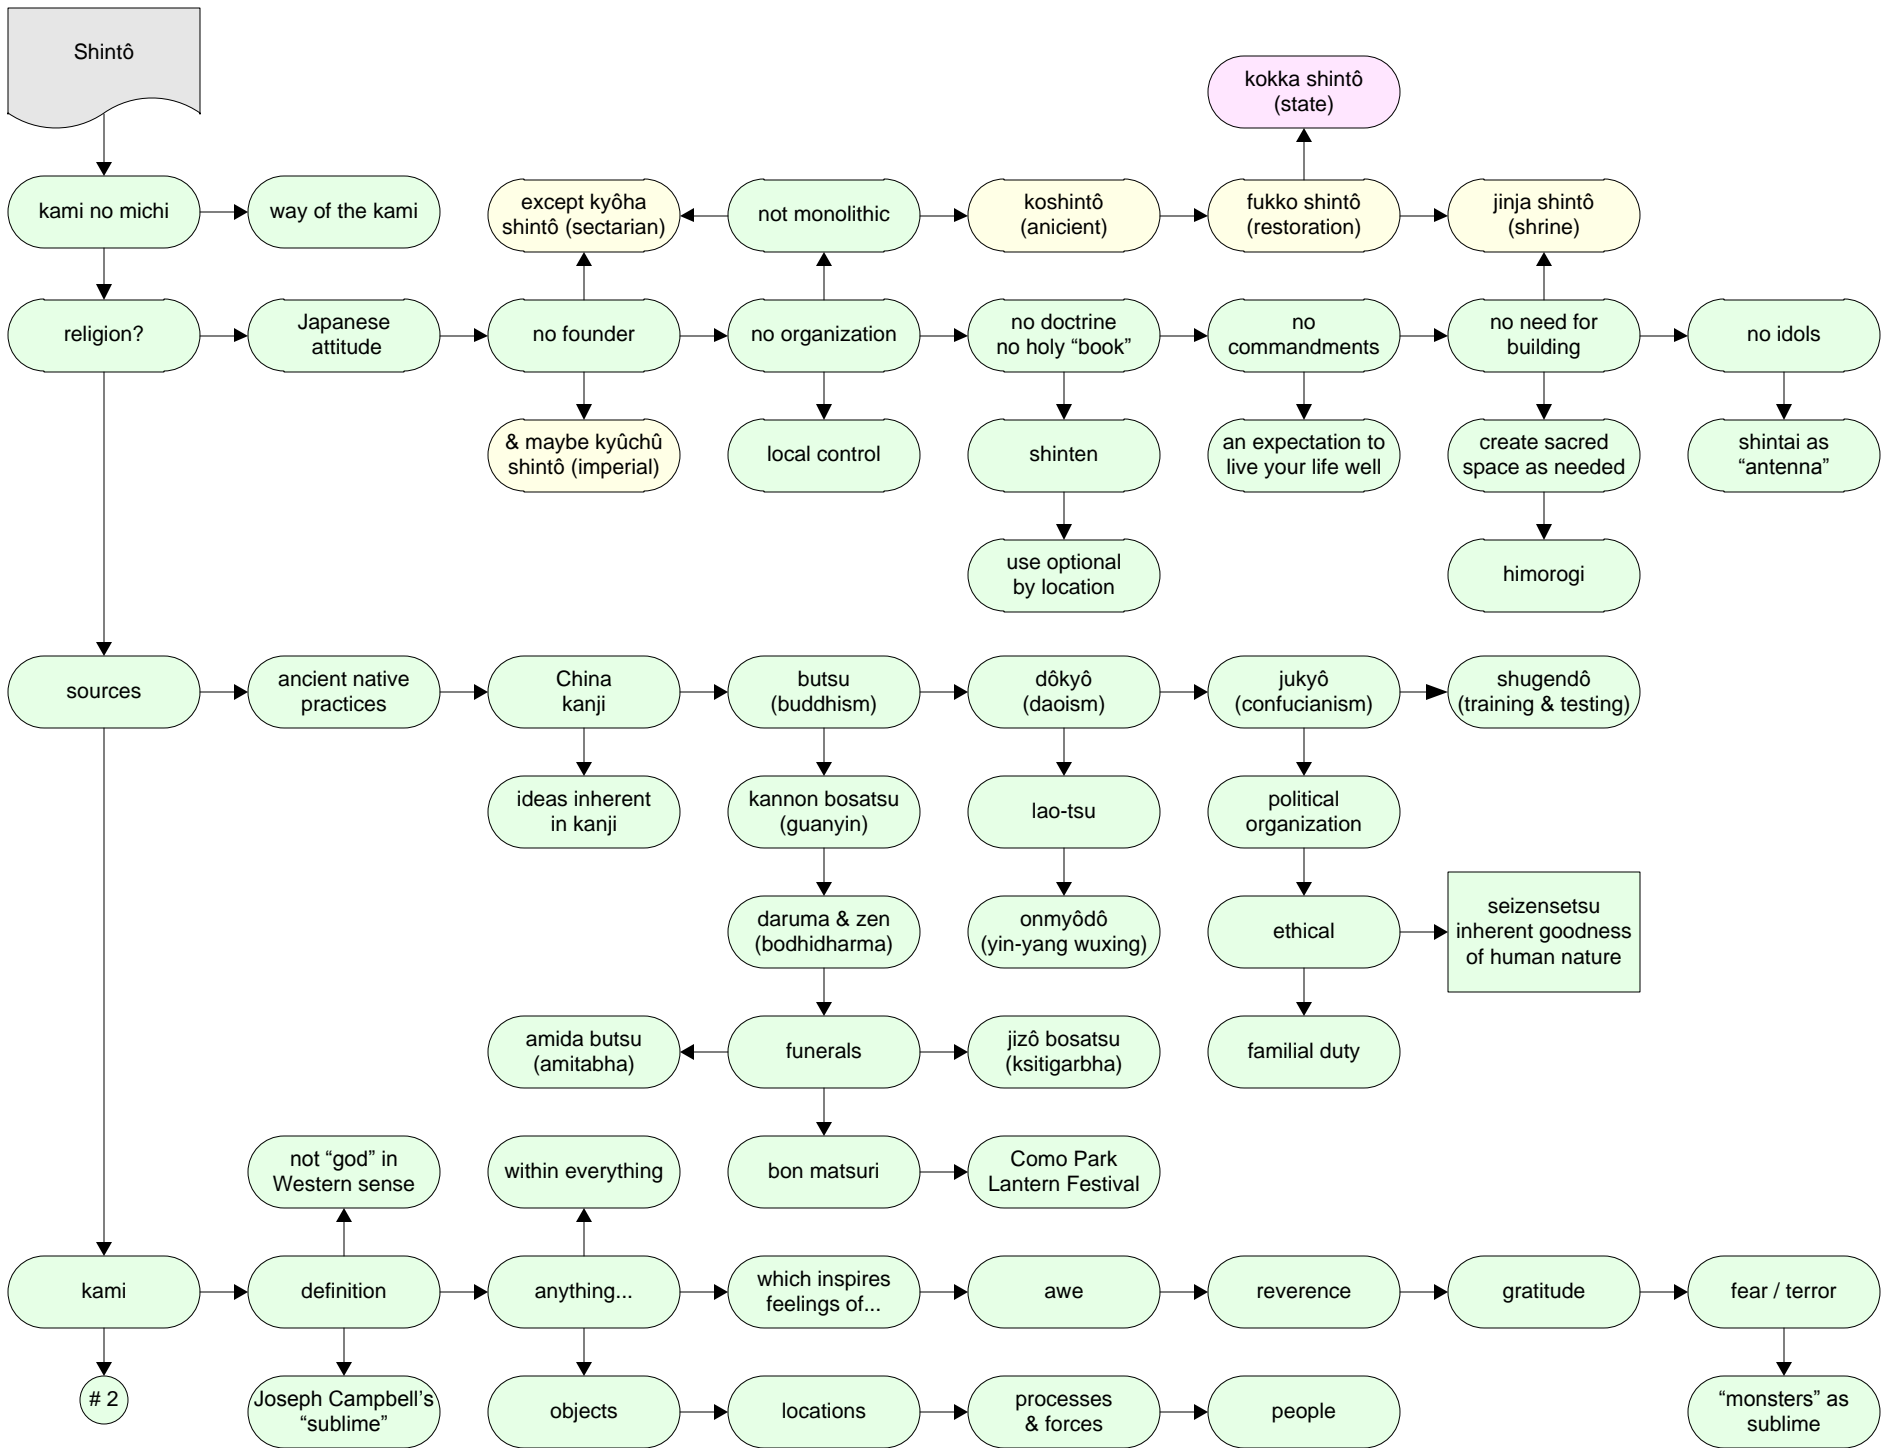 Shintô
kokka shintô
(state)
kami no michi
way of the kami
except kyôha
shintô (sectarian)
not monolithic
koshintô
(anicient)
fukko shintô
(restoration)
jinja shintô
(shrine)
religion?
Japanese
attitude
no founder
no organization
no doctrine
no holy “book”
no
commandments
no need for
building
no idols
& maybe kyûchû
shintô (imperial)
local control
shinten
an expectation to
live your life well
create sacred
space as needed
shintai as
“antenna”
use optional
by location
himorogi
sources
ancient native
practices
China
kanji
butsu
(buddhism)
dôkyô
(daoism)
jukyô
(confucianism)
shugendô
(training & testing)
ideas inherent
in kanji
kannon bosatsu
(guanyin)
lao-tsu
political
organization
daruma & zen
(bodhidharma)
onmyôdô
(yin-yang wuxing)
ethical
seizensetsu
inherent goodness
of human nature
amida butsu
(amitabha)
funerals
jizô bosatsu
(ksitigarbha)
familial duty
not “god” in
Western sense
within everything
bon matsuri
Como Park
Lantern Festival
kami
definition
anything...
which inspires
feelings of...
awe
reverence
gratitude
fear / terror
# 2
Joseph Campbell’s
“sublime”
objects
locations
processes
& forces
people
“monsters” as
sublime